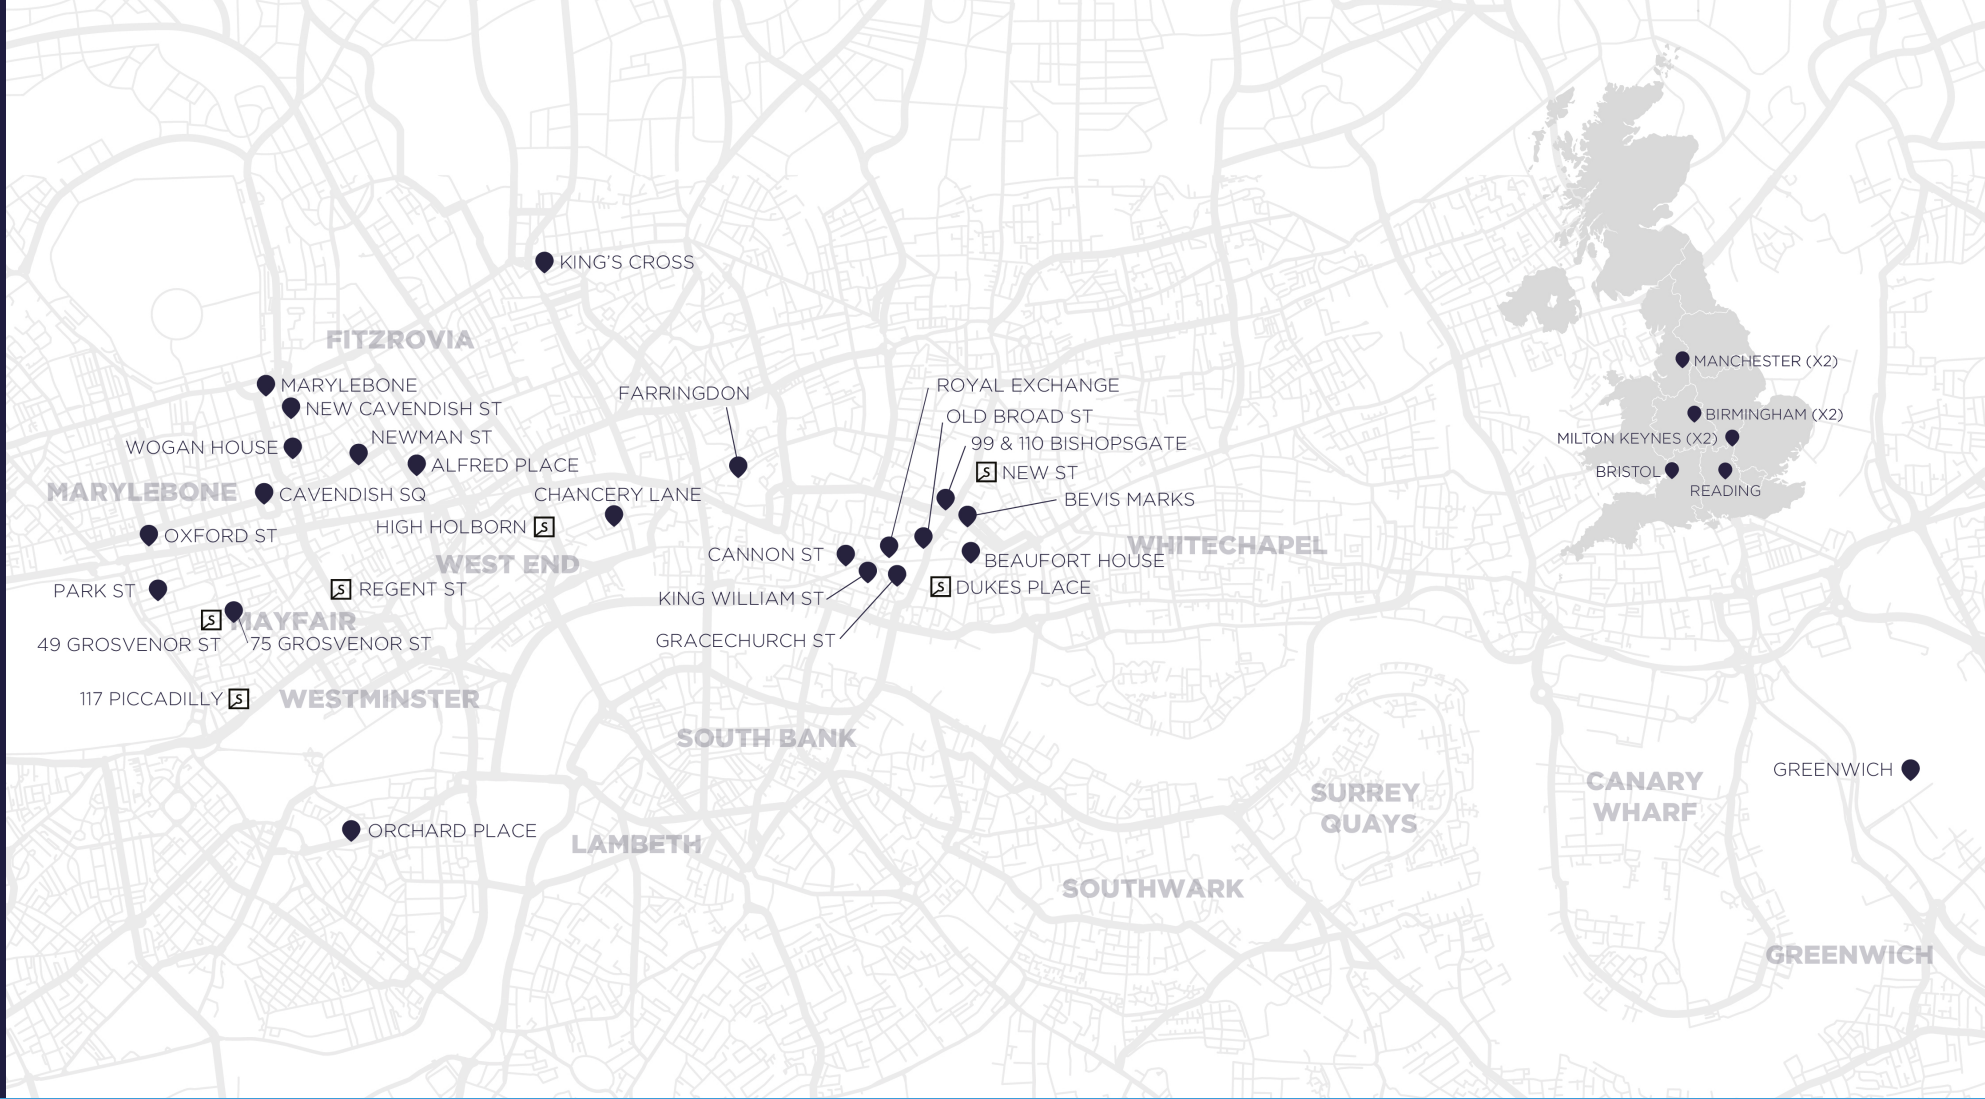 KING'S CROSS
FITZROVIA
MARYLEBONE
NEW CAVENDISH ST
NEWMAN ST
WOGAN HOUSE
ALFRED PLACE
MARYLEBONE
CAVENDISH SQ
CHANCERY LANE
HIGH HOLBORN
S
OXFORD ST
WEST END
PARK ST
S
REGENT ST
S
MAYFAIR
49 GROSVENOR ST
75 GROSVENOR ST
117 PICCADILLY
S
WESTMINSTER
ORCHARD PLACE
FARRINGDON
ROYAL EXCHANGE
OLD BROAD ST
99 & 110 BISHOPSGATE
S
NEW ST
BEVIS MARKS
CANNON ST
BEAUFORT HOUSE
WHITECHAPEL
S
DUKES PLACE
KING WILLIAM ST
GRACECHURCH ST
SOUTH BANK
LAMBETH
SOUTHWARK
SURREY
QUAYS
CANARY
WHARF
GREENWICH
GREENWICH
MANCHESTER (X2)
BIRMINGHAM (X2)
MILTON KEYNES (X2)
BRISTOL
READING